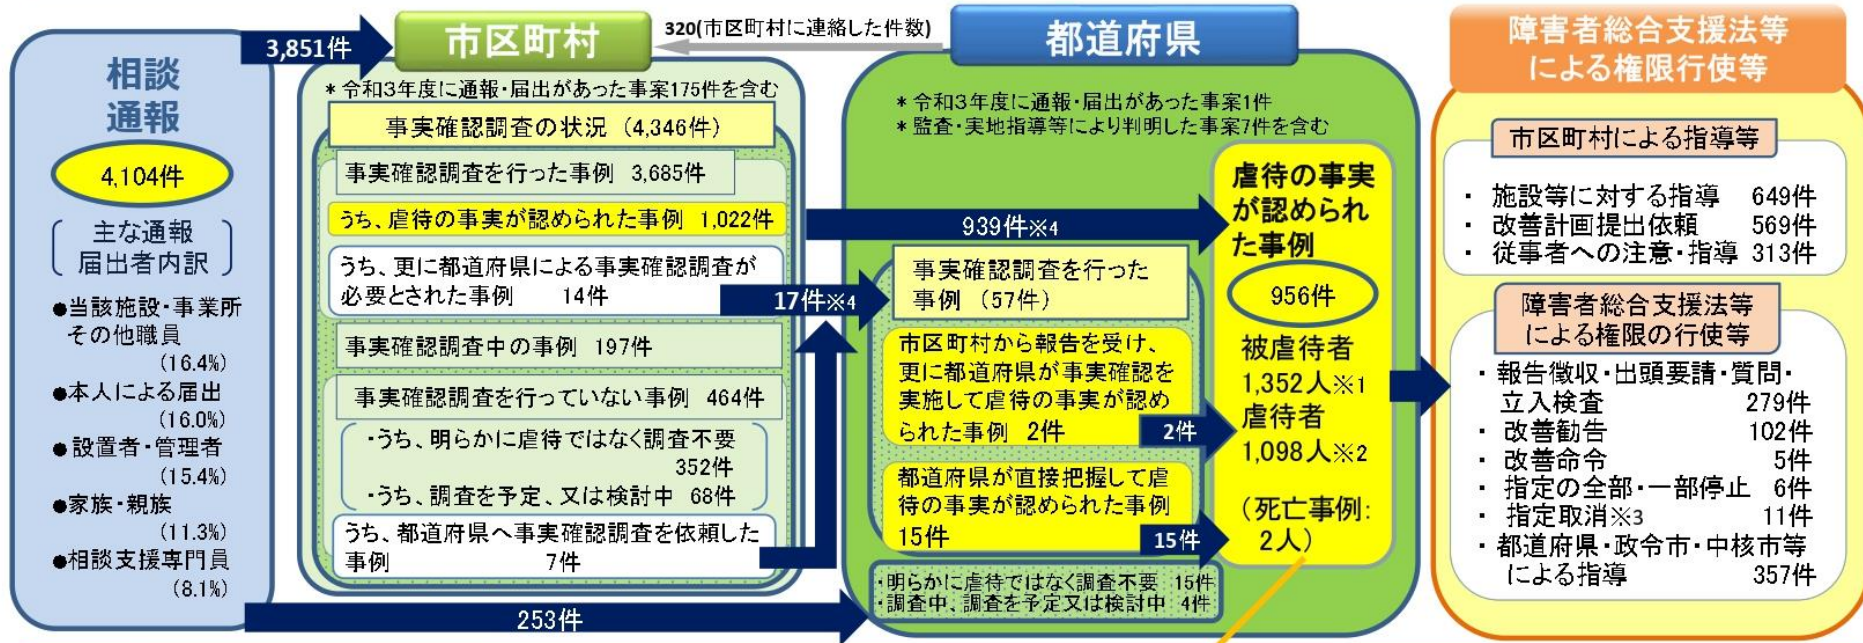 相談
通報
4,104件
主な通報
届出者内訳
●当該施設・事業所
その他職員
(16.4%)
●本人による届出
(16.0%)
●設置者・管理者
(15.4%)
●家族・親族
(11.3%)
●相談支援専門員
(8.1%)
3,851件
253件
市区町村
320(市区町村に連絡した件数)
*令和3年度に通報・届出があった事案175件を含む
事実確認調査の状況 (4,346件)
事実確認調査を行った事例 3,685件
うち、虐待の事実が認められた事例 1,022件
うち、更に都道府県による事実確認調査が
必要とされた事例 14件
事実確認調査中の事例 197件
事実確認調査を行っていない事例 464件
・うち、明らかに虐待ではなく調査不要
352件
・うち、調査を予定、又は検討中 68件
うち、都道府県へ事実確認調査を依頼した
事例 7件
939件※4
17件※4
都道府県
*令和3年度に通報・届出があった事案1件
*監査・実地指導等により判明した事案7件を含む
事実確認調査を行った
事例 (57件)
市区町村から報告を受け、
更に都道府県が事実確認を
実施して虐待の事実が認め
られた事例 2件
2件
都道府県が直接把握して虐
待の事実が認められた事例
15件
15件
・明らかに虐待ではなく調査不要 15件
・調査中、調査を予定又は検討中 4件
虐待の事実
が認められ
た事例
956件
被虐待者
1,352人※1
虐待者
1,098人※2
(死亡事例:
2人)
障害者総合支援法等
による権限行使等
市区町村による指導等
・ 施設等に対する指導 649件
・ 改善計画提出依頼 569件
・ 従事者への注意・指導 313件
障害者総合支援法等
による権限の行使等
・報告徴収・出頭要請・質問・
立入検査 279件
・ 改善勧告 102件
・ 改善命令 5件
・ 指定の全部・一部停止 6件
・ 指定取消※3 11件
・都道府県・政令市・中核市等
による指導 357件